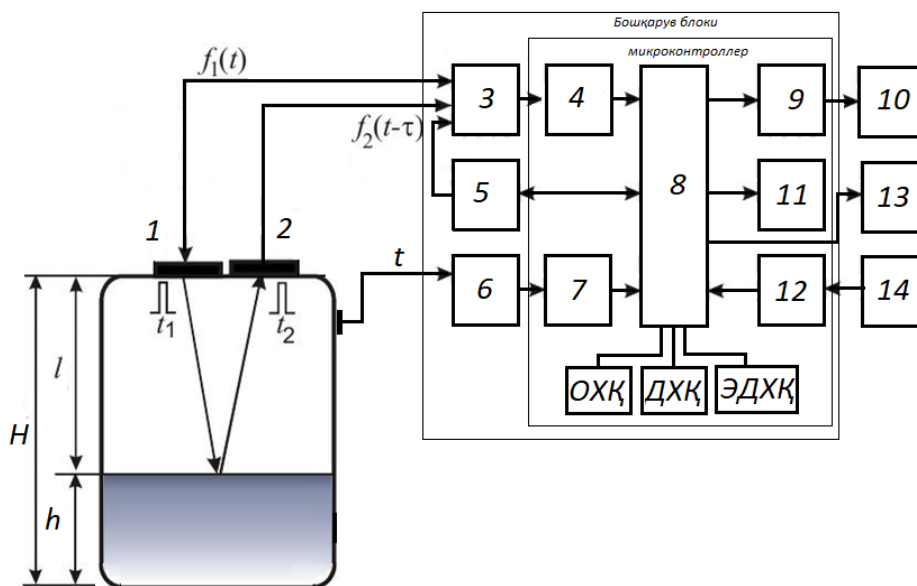 Бошқарув блоки
микроконтроллер
f₁(t)
f₂(t-τ)
3
4
9
10
5
8
11
13
1
2
t
6
7
12
14
t₁
t₂
ОХҚ
ДХҚ
ЭДХҚ
l
H
h